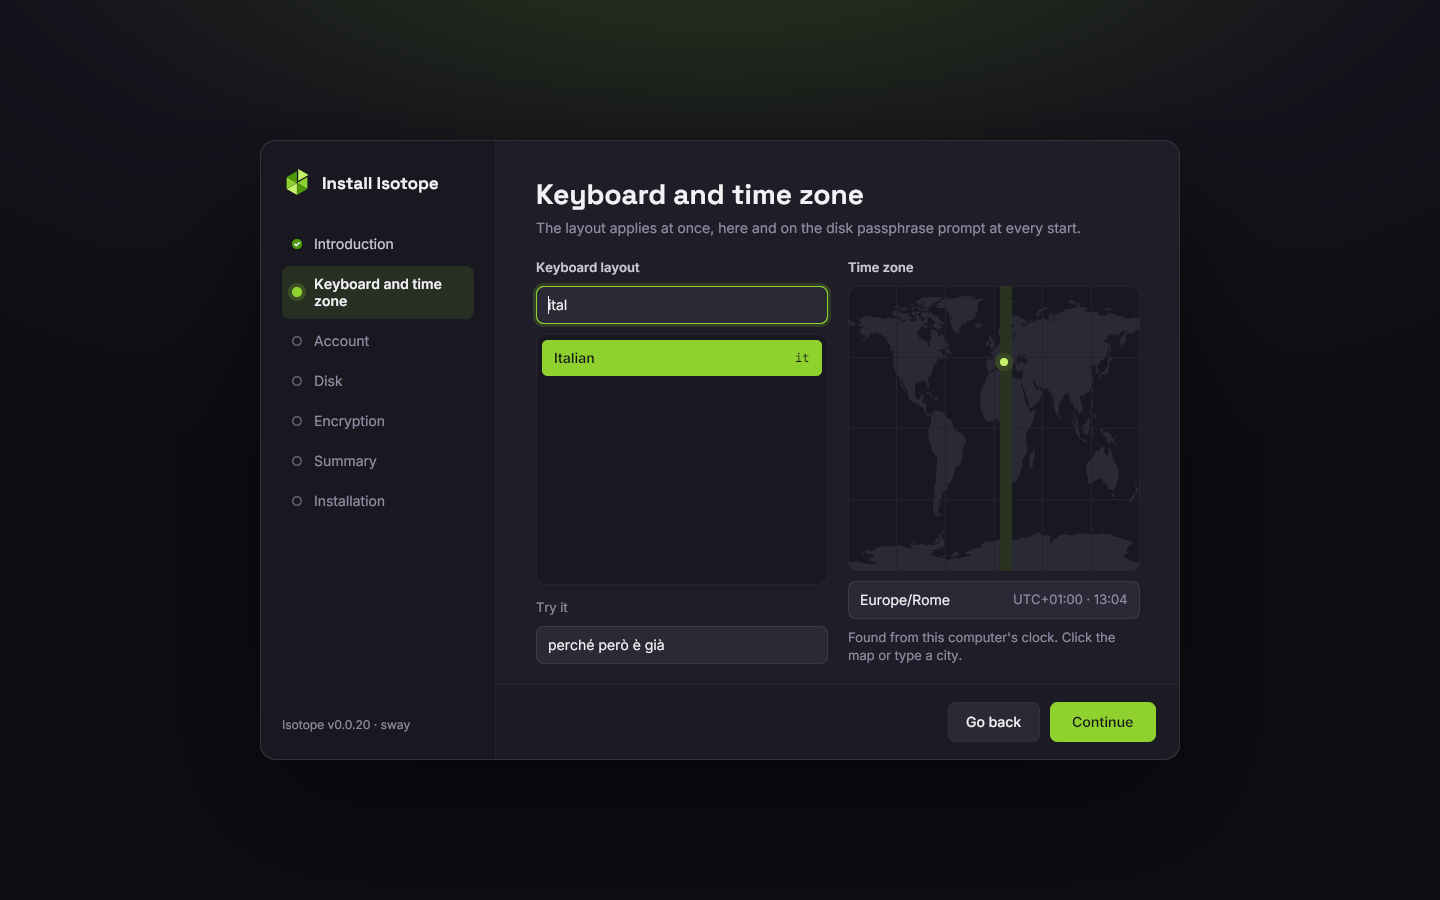 Install Isotope
Introduction
Keyboard and time
zone
Account
Disk
Encryption
Summary
Installation
Isotope v0.0.20 · sway
Keyboard and time zone
The layout applies at once, here and on the disk passphrase prompt at every start.
Keyboard layout
ital
Italian it
Try it
perché però è già
Time zone
Europe/Rome UTC+01:00 · 13:04
Found from this computer's clock. Click the
map or type a city.
Go back
Continue